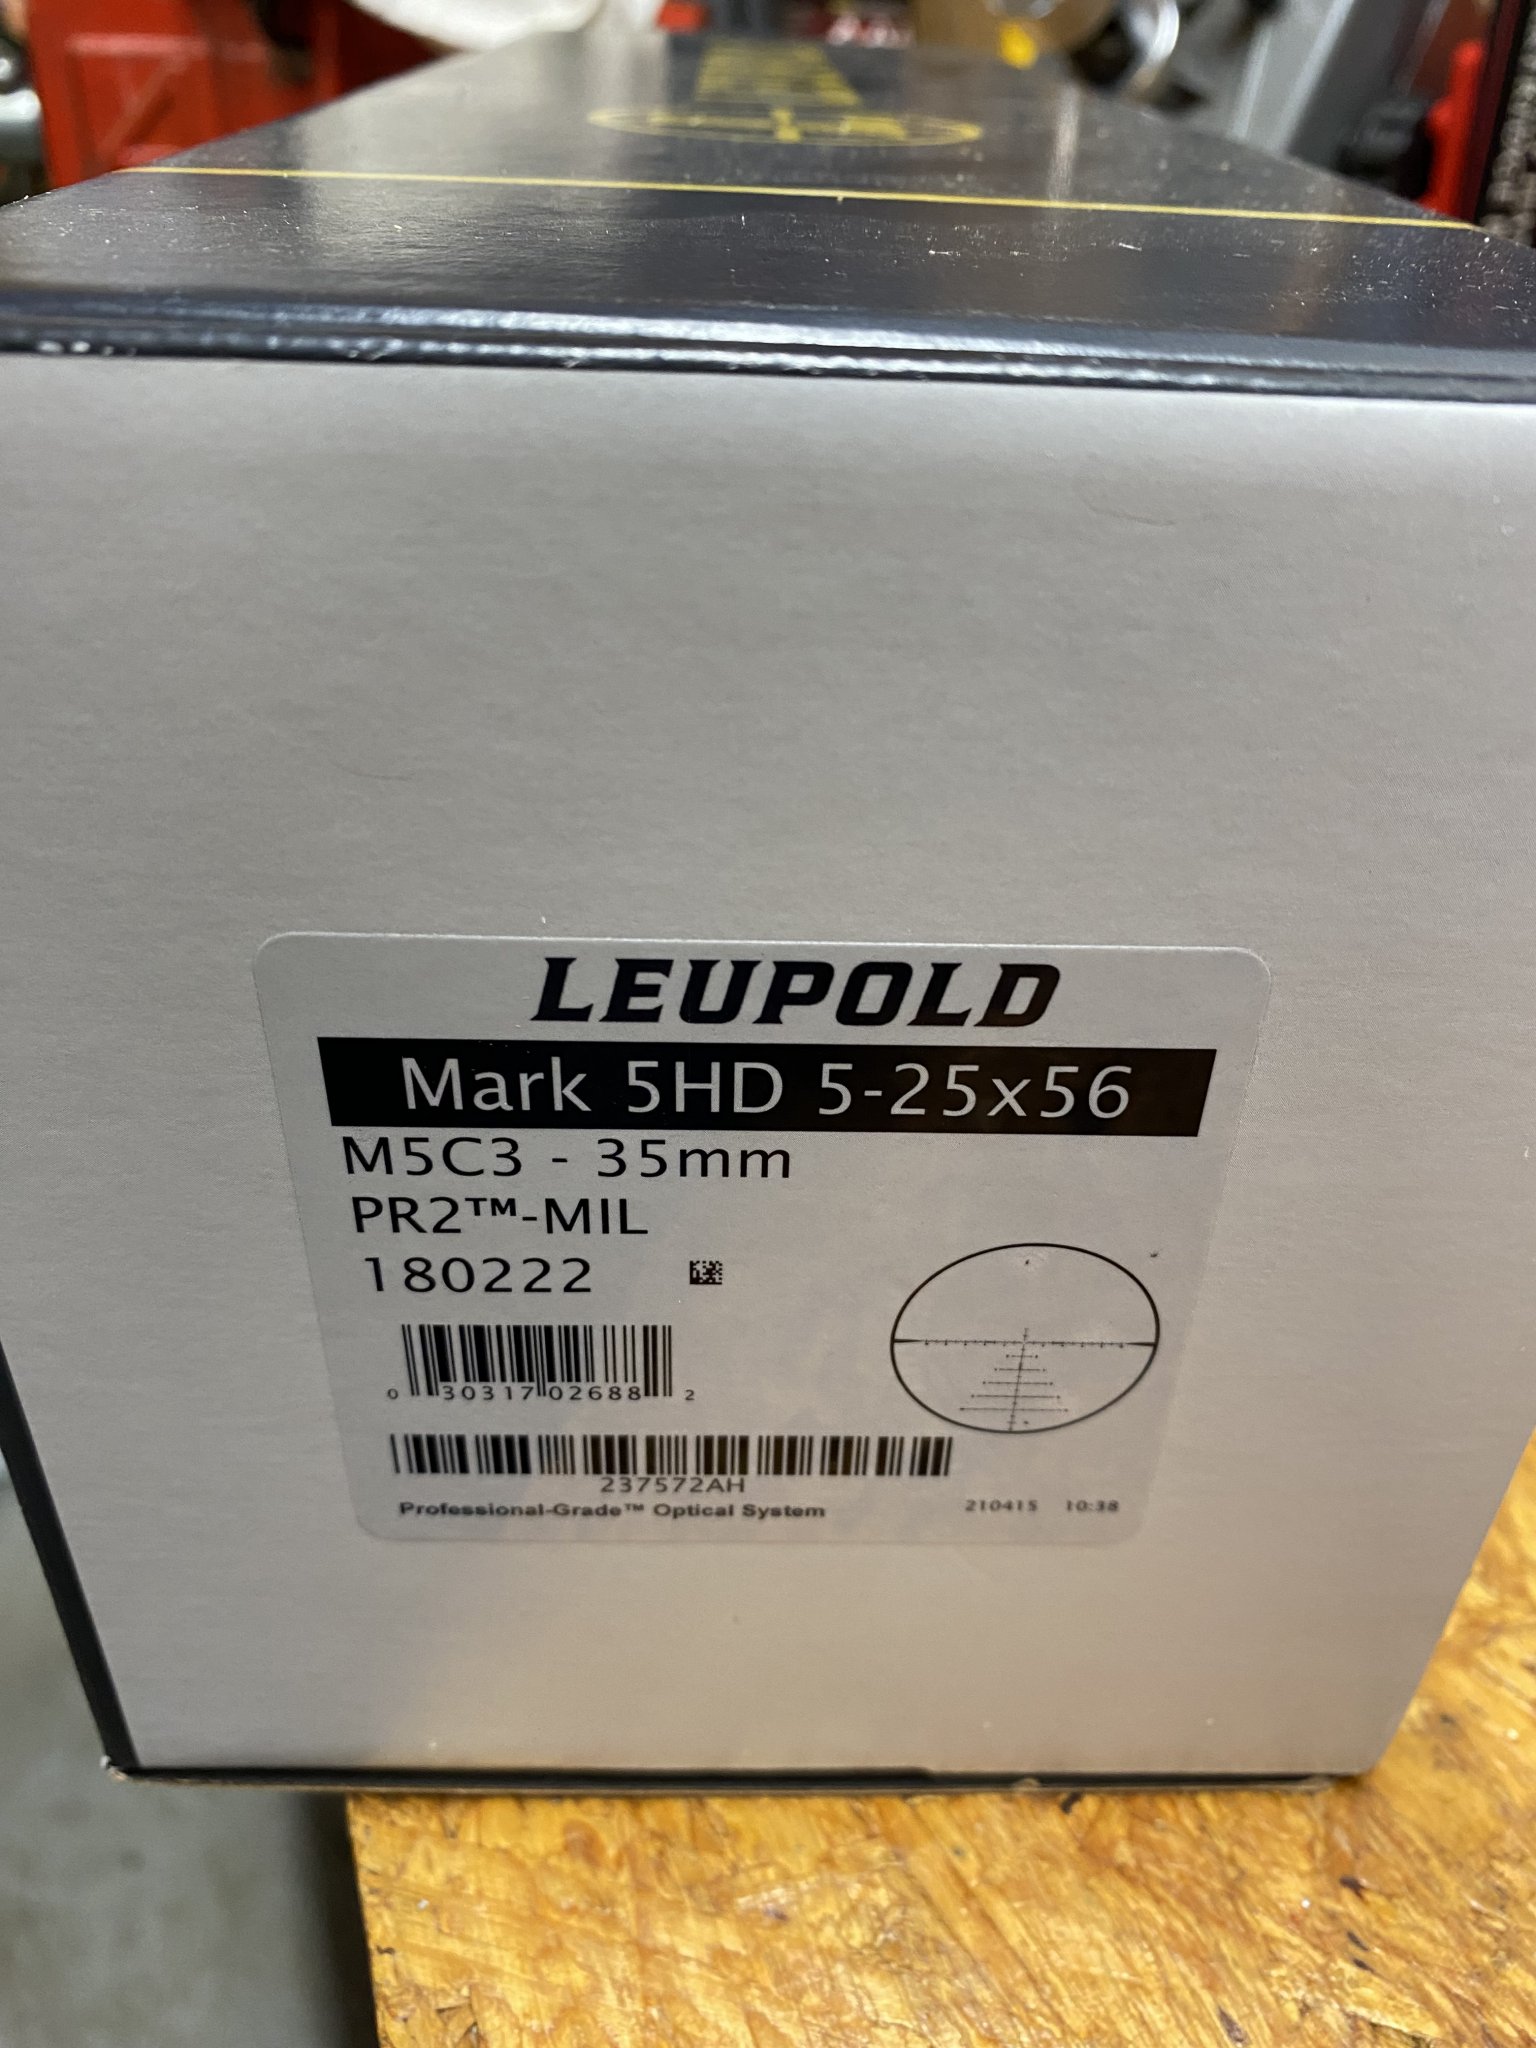 LEUPOLD
Mark 5HD 5-25x56
M5C3 - 35mm
PR2™-MIL
180222
0 30317 02688 2
237572AH
Professional-Grade™ Optical System 210415 10:38